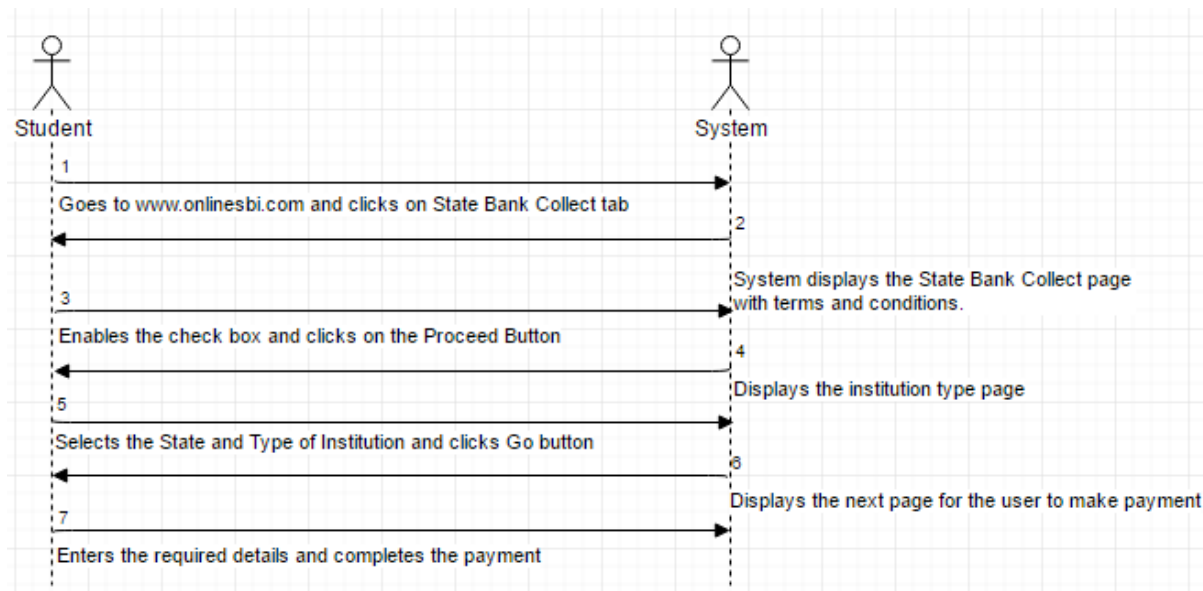 Student
System
1
Goes to www.onlinesbi.com and clicks on State Bank Collect tab
2
System displays the State Bank Collect page
with terms and conditions.
3
Enables the check box and clicks on the Proceed Button
4
Displays the institution type page
5
Selects the State and Type of Institution and clicks Go button
6
Displays the next page for the user to make payment
7
Enters the required details and completes the payment